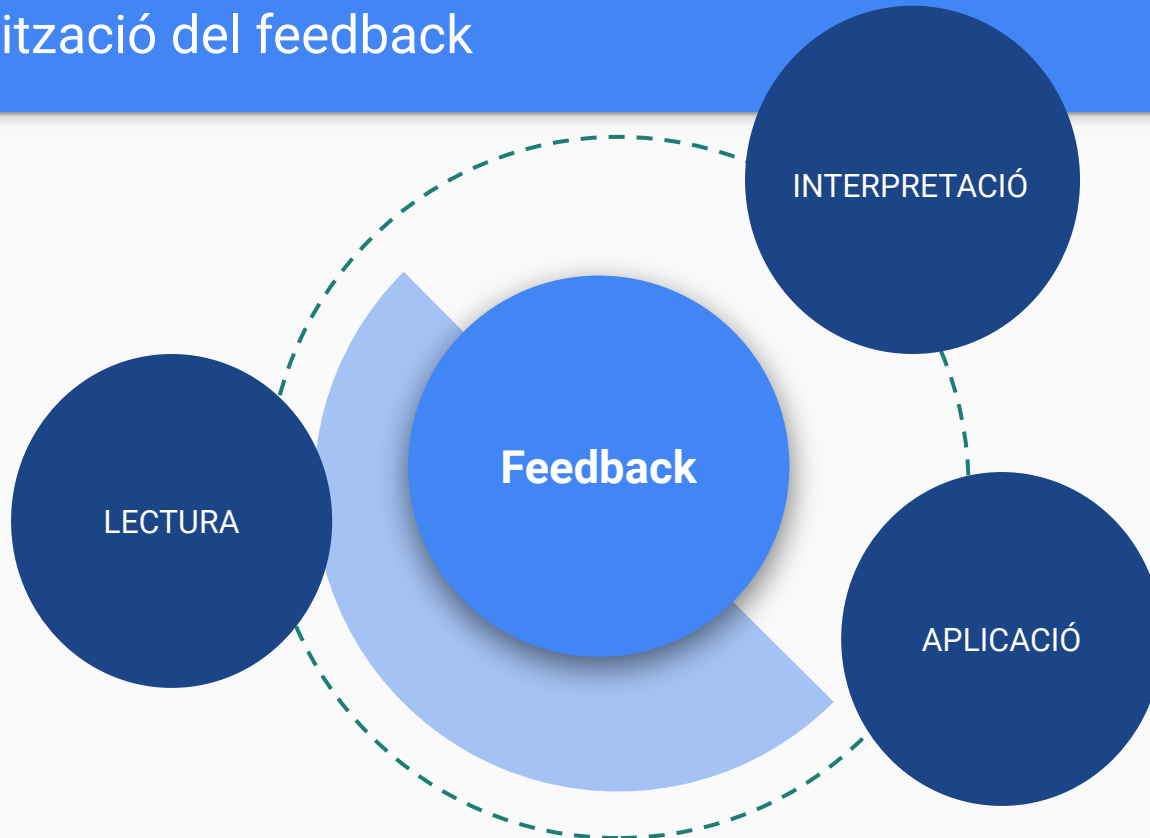 ització del feedback
INTERPRETACIÓ
Feedback
LECTURA
APLICACIÓ